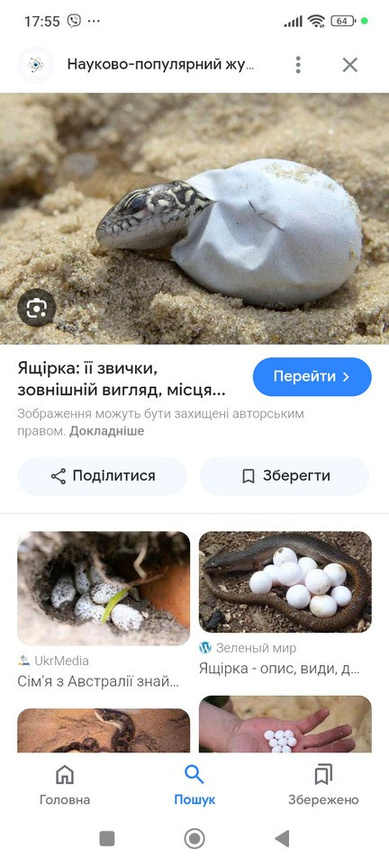 17:55
64
Науково-популярний жу...
Ящірка: її звички,
зовнішній вигляд, місця...
Перейти
Зображення можуть бути захищені авторським
правом. Докладніше
Поділитися
Зберегти
UkrMedia
Зеленый мир
Сім'я з Австралії знай...
Ящірка - опис, види, д...
Головна
Пошук
Збережено